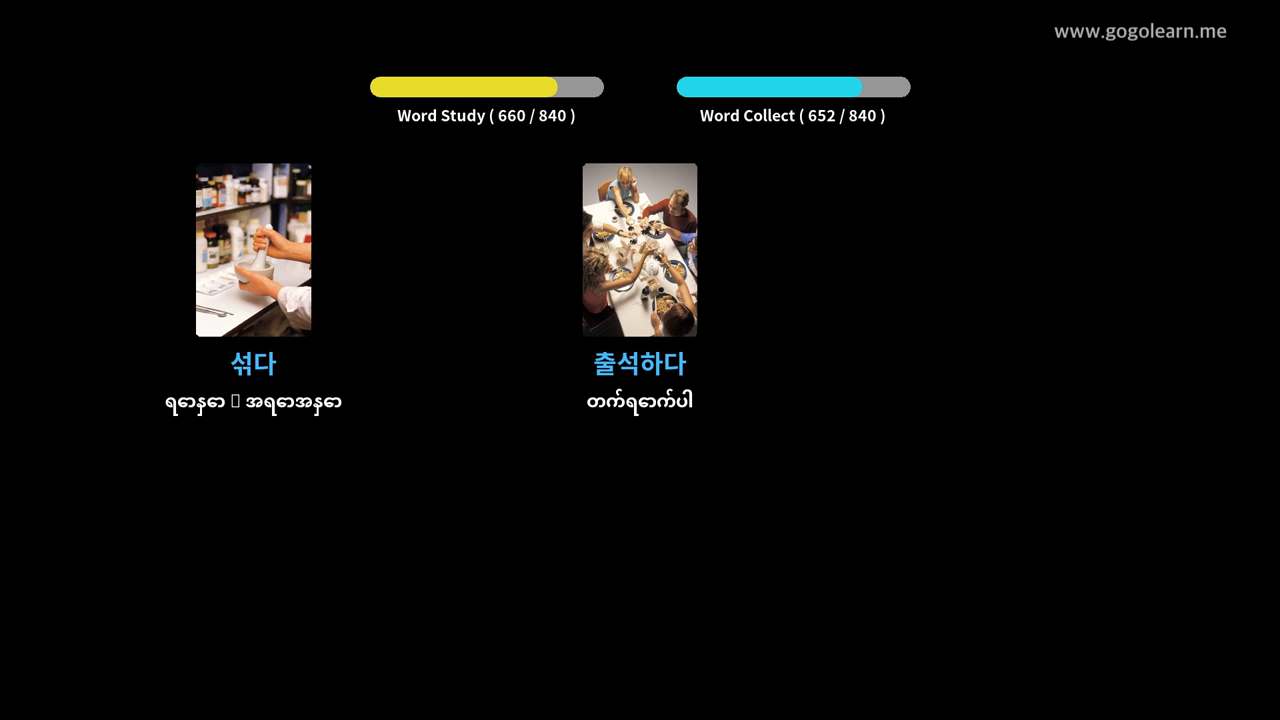 www.gogolearn.me
Word Study ( 660 / 840 )
Word Collect ( 652 / 840 )
섞다
ရောနှော ၊ အရောအနှော
출석하다
တက်ရောက်ပါ